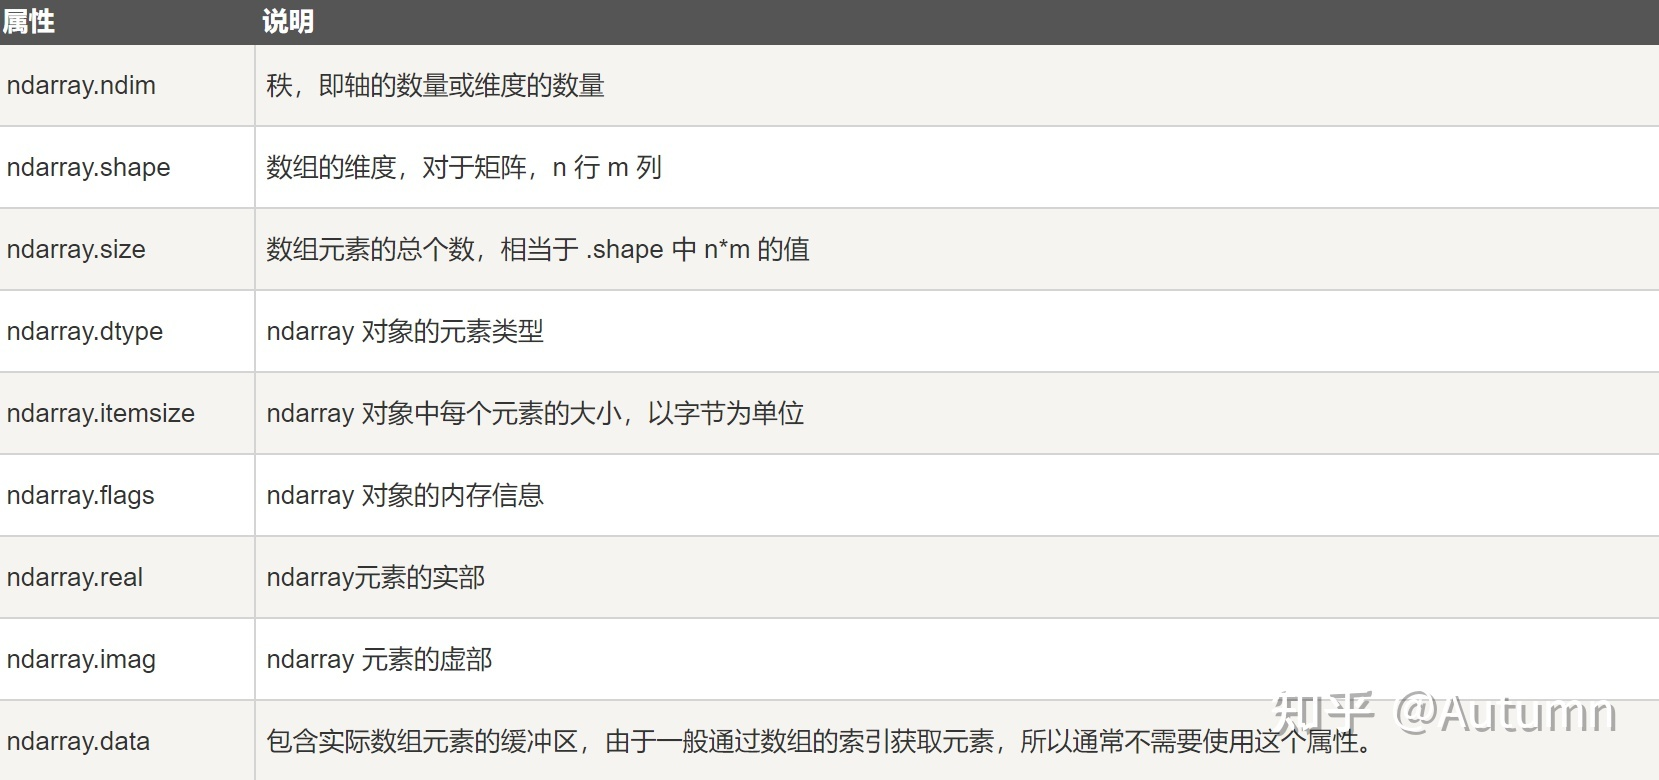 属性 说明
ndarray.ndim 秩，即轴的数量或维度的数量
ndarray.shape 数组的维度，对于矩阵，n 行 m 列
ndarray.size 数组元素的总个数，相当于 .shape 中 n*m 的值
ndarray.dtype ndarray 对象的元素类型
ndarray.itemsize ndarray 对象中每个元素的大小，以字节为单位
ndarray.flags ndarray 对象的内存信息
ndarray.real ndarray元素的实部
ndarray.imag ndarray 元素的虚部
知乎 @Autumn
ndarray.data 包含实际数组元素的缓冲区，由于一般通过数组的索引获取元素，所以通常不需要使用这个属性。